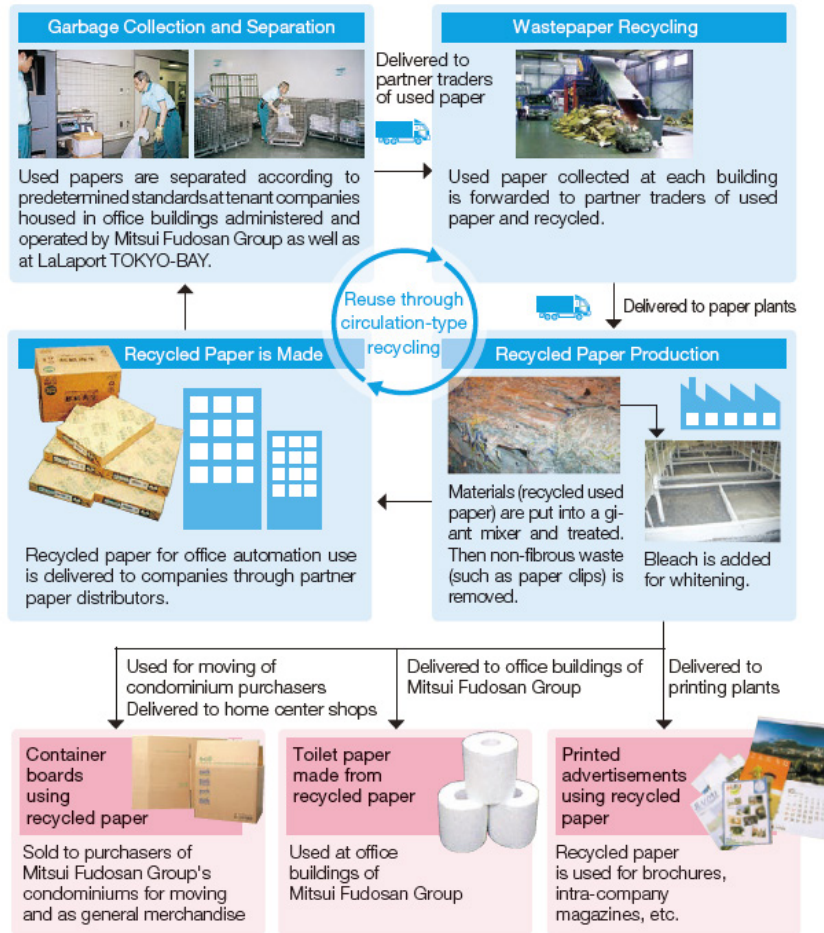 Garbage Collection and Separation
Used papers are separated according to
predetermined standards at tenant companies
housed in office buildings administered and
operated by Mitsui Fudosan Group as well as
at LaLaport TOKYO-BAY.
Delivered to
partner traders
of used paper
Wastepaper Recycling
Used paper collected at each building
is forwarded to partner traders of used
paper and recycled.
Reuse through
circulation-type
recycling
Delivered to paper plants
Recycled Paper is Made
Recycled paper for office automation use
is delivered to companies through partner
paper distributors.
Recycled Paper Production
Materials (recycled used
paper) are put into a gi-
ant mixer and treated.
Then non-fibrous waste
(such as paper clips) is
removed.
Bleach is added
for whitening.
Used for moving of
condominium purchasers
Delivered to home center shops
Delivered to office buildings of
Mitsui Fudosan Group
Delivered to
printing plants
Container
boards
using
recycled paper
Sold to purchasers of
Mitsui Fudosan Group's
condominiums for moving
and as general merchandise
Toilet paper
made from
recycled paper
Used at office
buildings of
Mitsui Fudosan Group
Printed
advertisements
using recycled
paper
Recycled paper
is used for brochures,
intra-company
magazines, etc.